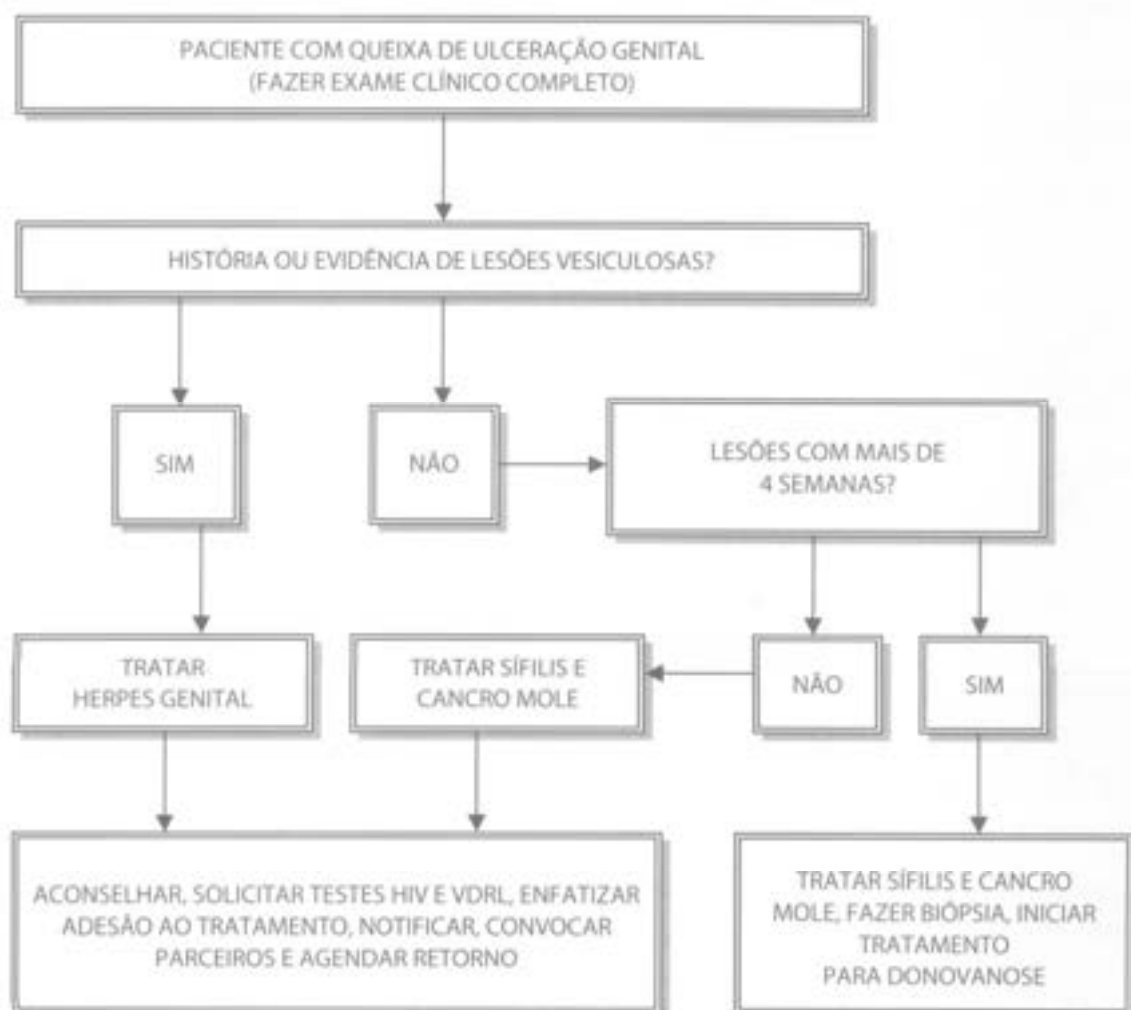 PACIENTE COM QUEIXA DE ULCERAÇÃO GENITAL
(FAZER EXAME CLÍNICO COMPLETO)
HISTÓRIA OU EVIDÊNCIA DE LESÕES VESICULOSAS?
SIM
NÃO
LESÕES COM MAIS DE
4 SEMANAS?
TRATAR
HERPES GENITAL
TRATAR SÍFILIS E
CANCRO MOLE
NÃO
SIM
ACONSELHAR, SOLICITAR TESTES HIV E VDRL, ENFATIZAR
ADESÃO AO TRATAMENTO, NOTIFICAR, CONVOCAR
PARCEIROS E AGENDAR RETORNO
TRATAR SÍFILIS E CANCRO
MOLE, FAZER BIÓPSIA, INICIAR
TRATAMENTO
PARA DONOVANOSE